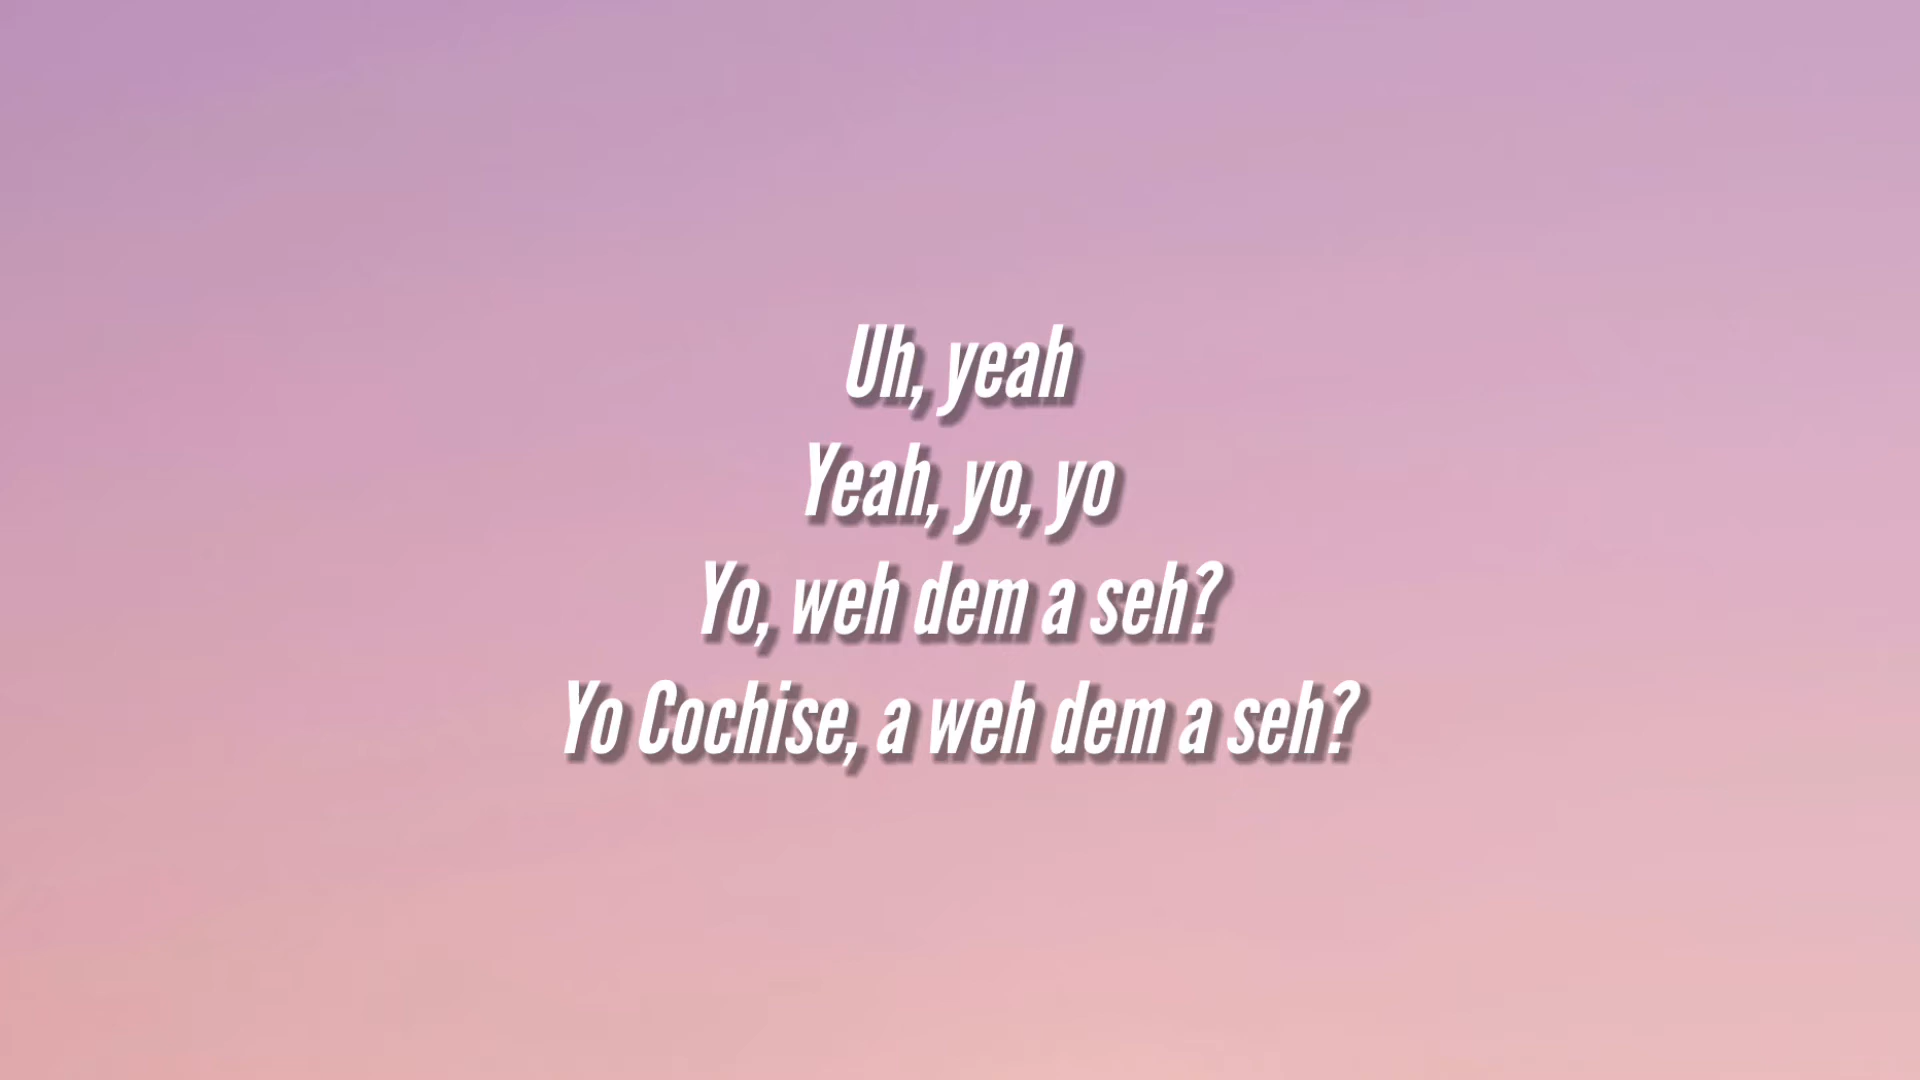 Uh, yeah
Yeah, yo, yo
Yo, weh dem a seh?
Yo Cochise, a weh dem a seh?